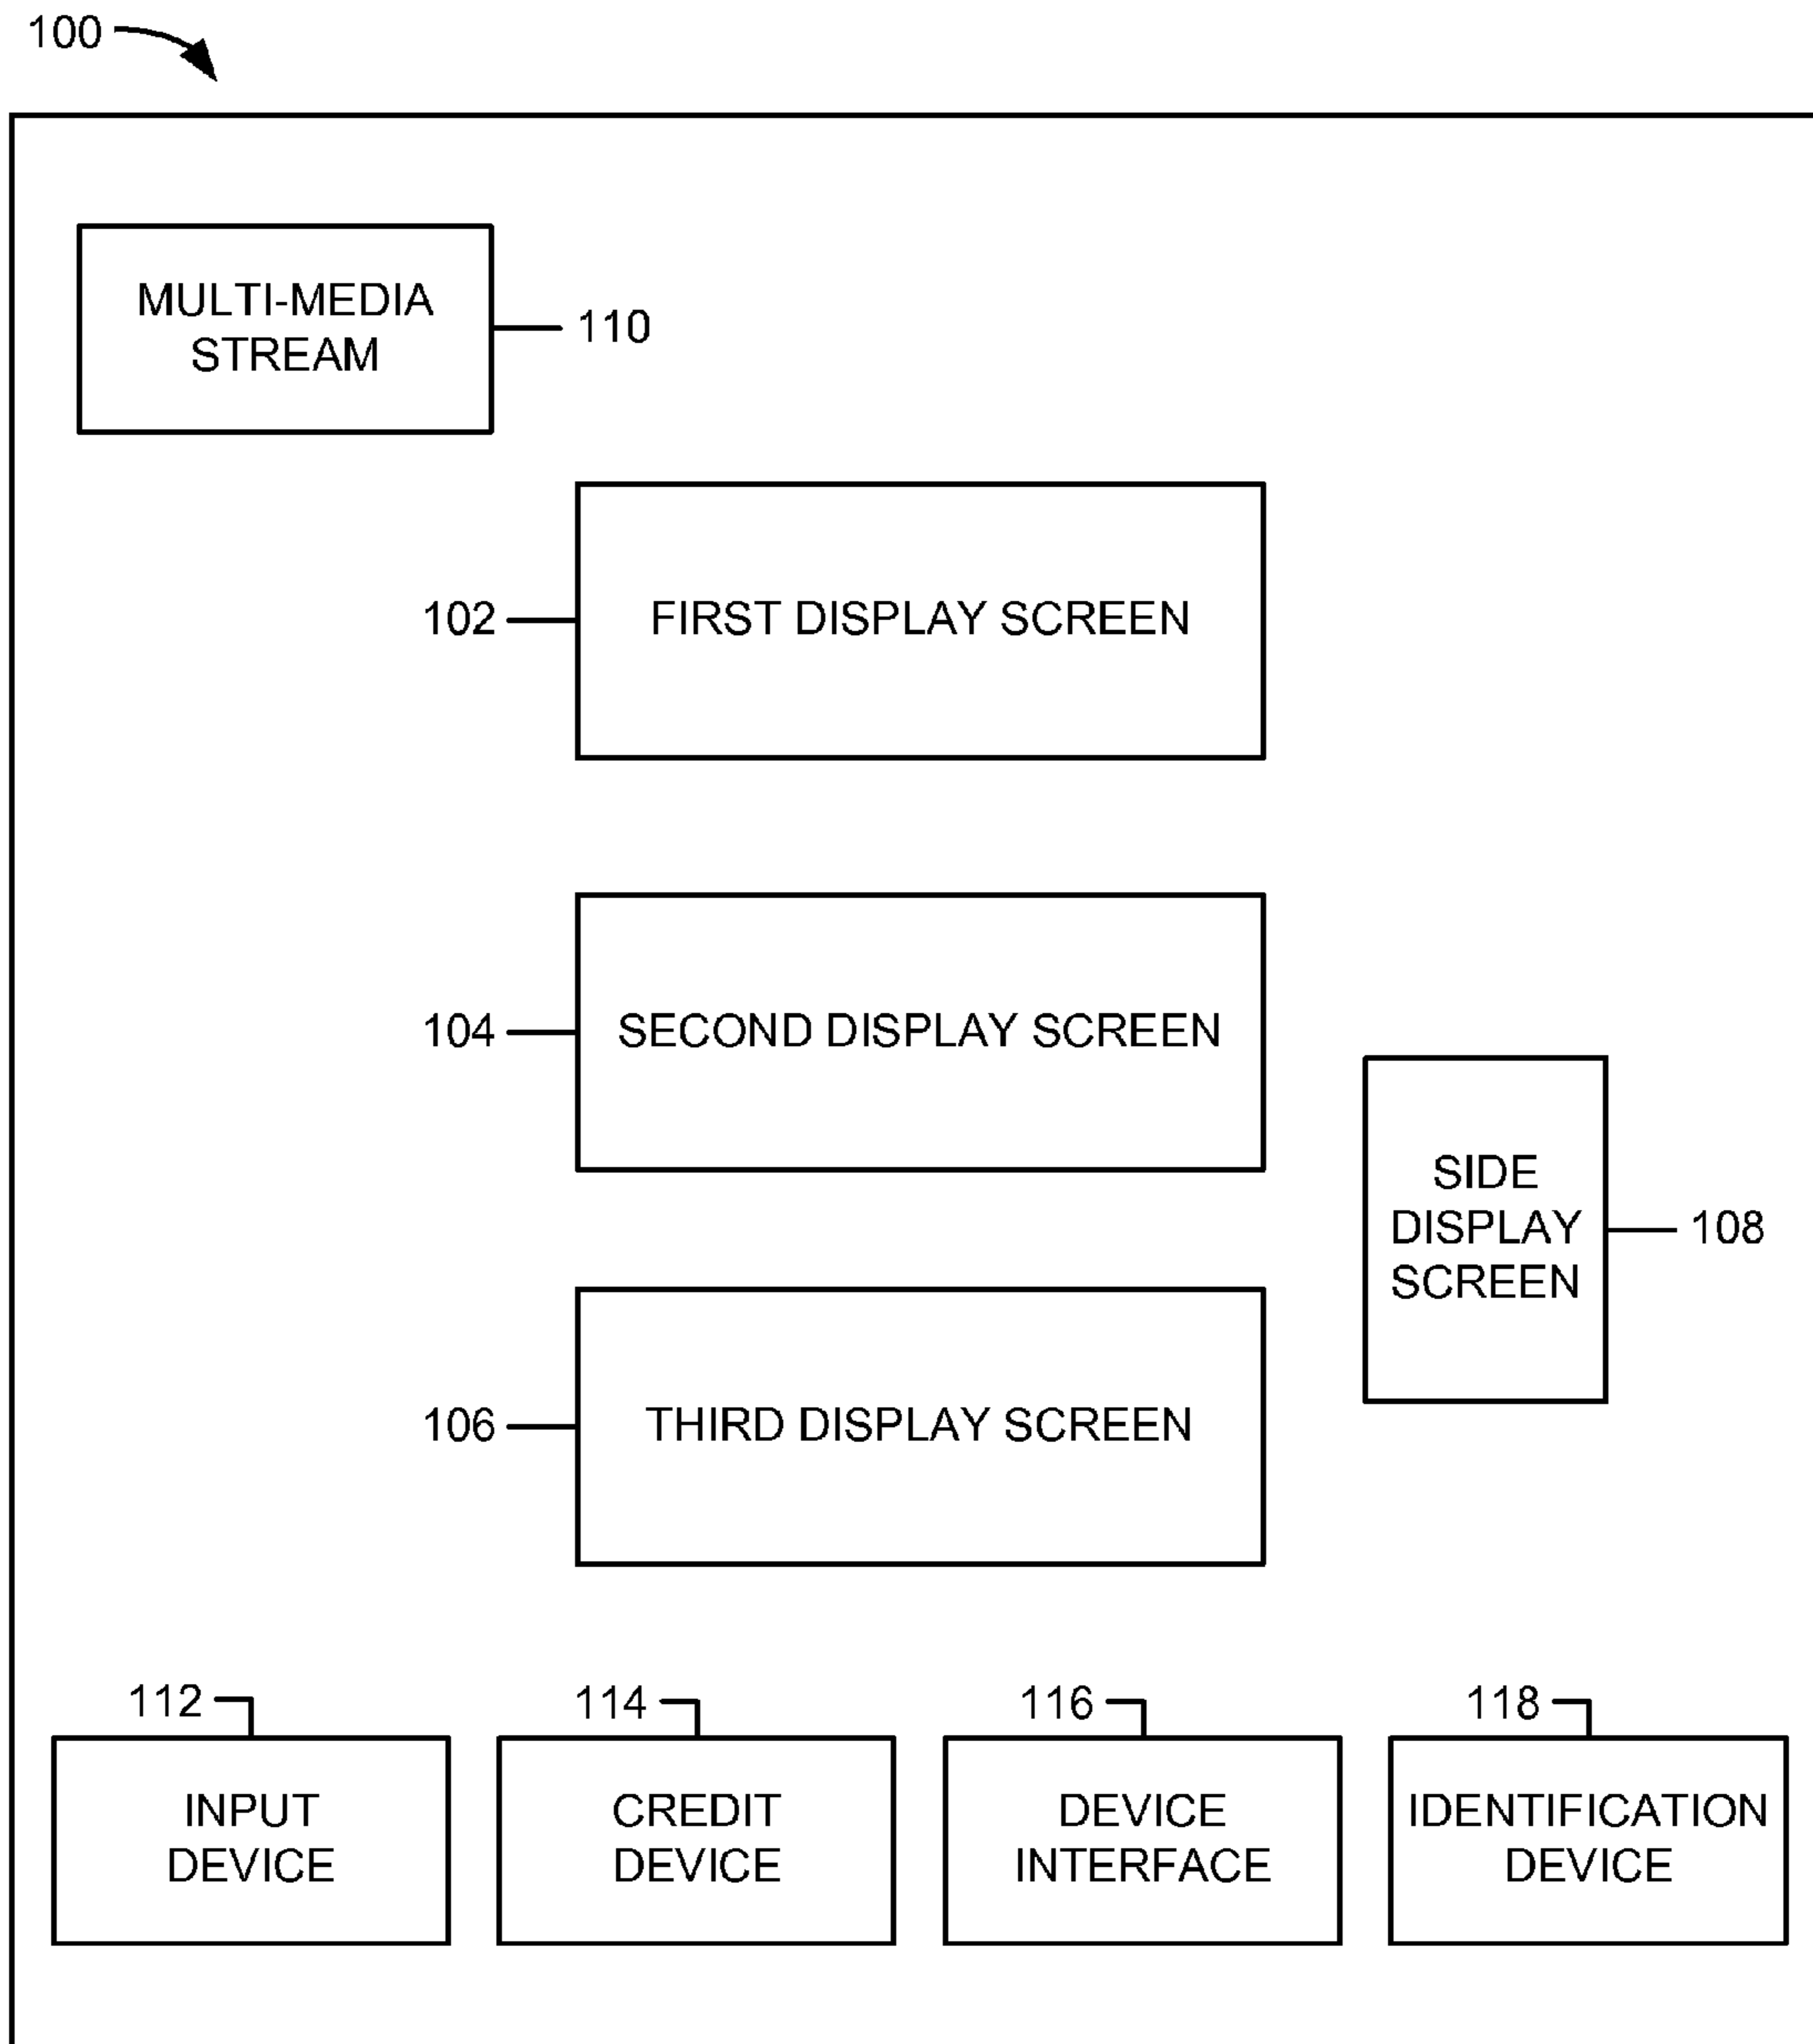 100
MULTI-MEDIA
STREAM
110
102
FIRST DISPLAY SCREEN
104
SECOND DISPLAY SCREEN
SIDE
DISPLAY
SCREEN
108
106
THIRD DISPLAY SCREEN
112
114
116
118
INPUT
DEVICE
CREDIT
DEVICE
DEVICE
INTERFACE
IDENTIFICATION
DEVICE